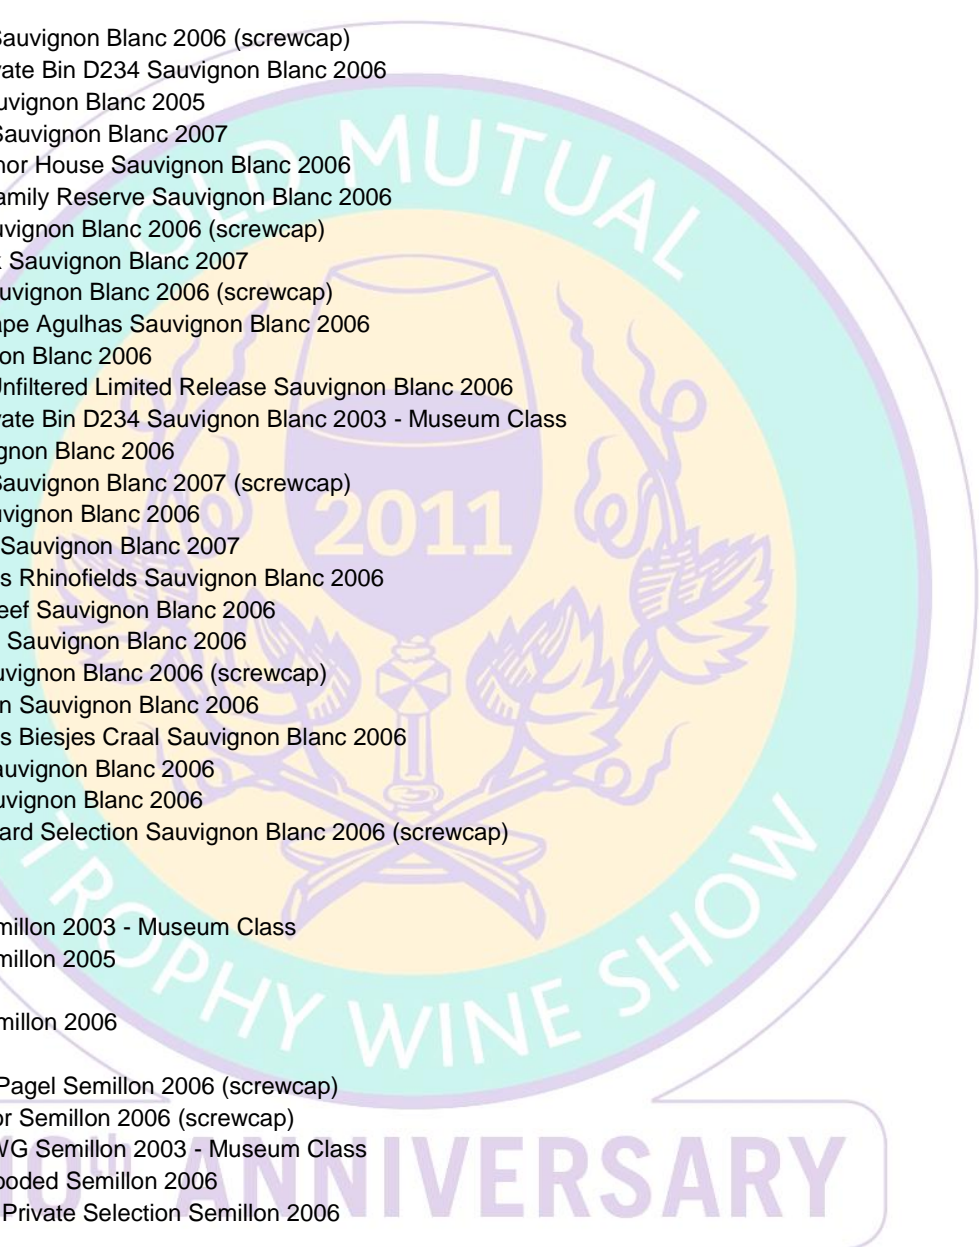 Sauvignon Blanc 2006 (screwcap)
vate Bin D234 Sauvignon Blanc 2006
uvignon Blanc 2005
Sauvignon Blanc 2007
nor House Sauvignon Blanc 2006
amily Reserve Sauvignon Blanc 2006
uvignon Blanc 2006 (screwcap)
k Sauvignon Blanc 2007
uvignon Blanc 2006 (screwcap)
ape Agulhas Sauvignon Blanc 2006
on Blanc 2006
Unfiltered Limited Release Sauvignon Blanc 2006
vate Bin D234 Sauvignon Blanc 2003 - Museum Class
gnon Blanc 2006
Sauvignon Blanc 2007 (screwcap)
uvignon Blanc 2006
Sauvignon Blanc 2007
s Rhinofields Sauvignon Blanc 2006
eef Sauvignon Blanc 2006
Sauvignon Blanc 2006
uvignon Blanc 2006 (screwcap)
n Sauvignon Blanc 2006
s Biesjes Craal Sauvignon Blanc 2006
auvignon Blanc 2006
uvignon Blanc 2006
ard Selection Sauvignon Blanc 2006 (screwcap)
millon 2003 - Museum Class
millon 2005
millon 2006
Pagel Semillon 2006 (screwcap)
or Semillon 2006 (screwcap)
WG Semillon 2003 - Museum Class
ooded Semillon 2006
Private Selection Semillon 2006
OLD MUTUAL
2011
TROPHY WINE SHOW
10th ANNIVERSARY